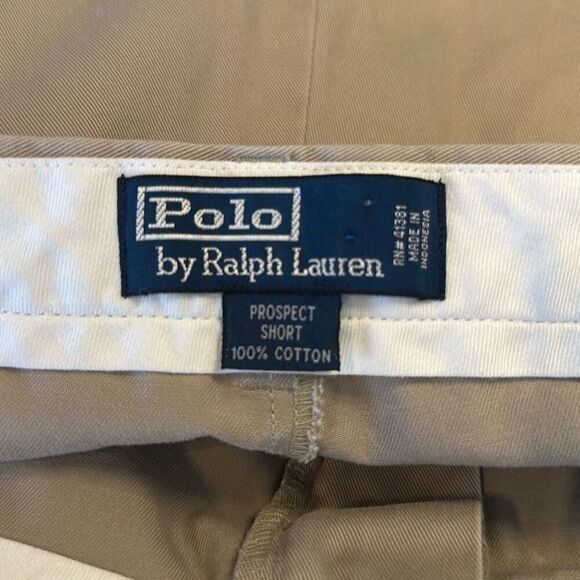 Polo
by Ralph Lauren
RN# 41381
MADE IN
INDONESIA
PROSPECT
SHORT
100% COTTON